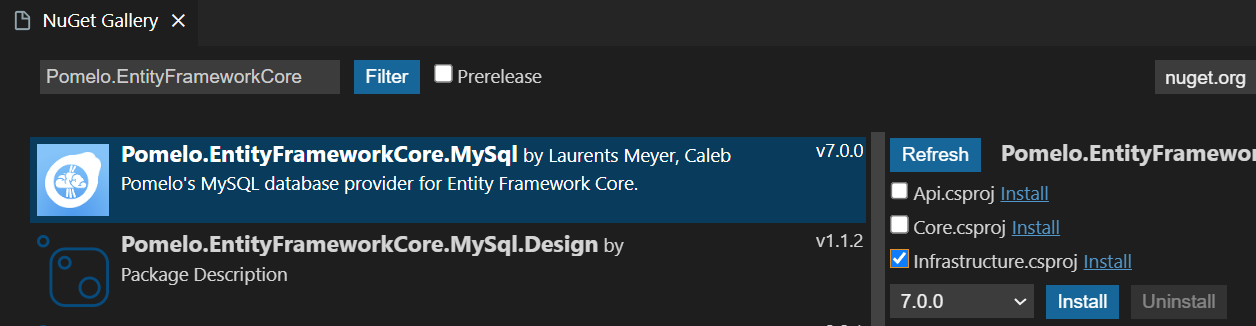 NuGet Gallery
Pomelo.EntityFrameworkCore
Filter
Prerelease
nuget.org
Pomelo.EntityFrameworkCore.MySql by Laurents Meyer, Caleb
v7.0.0
Pomelo's MySQL database provider for Entity Framework Core.
Pomelo.EntityFrameworkCore.MySql.Design by
v1.1.2
Package Description
Refresh
Pomelo.EntityFramewor
Api.csproj Install
Core.csproj Install
Infrastructure.csproj Install
7.0.0
Install
Uninstall